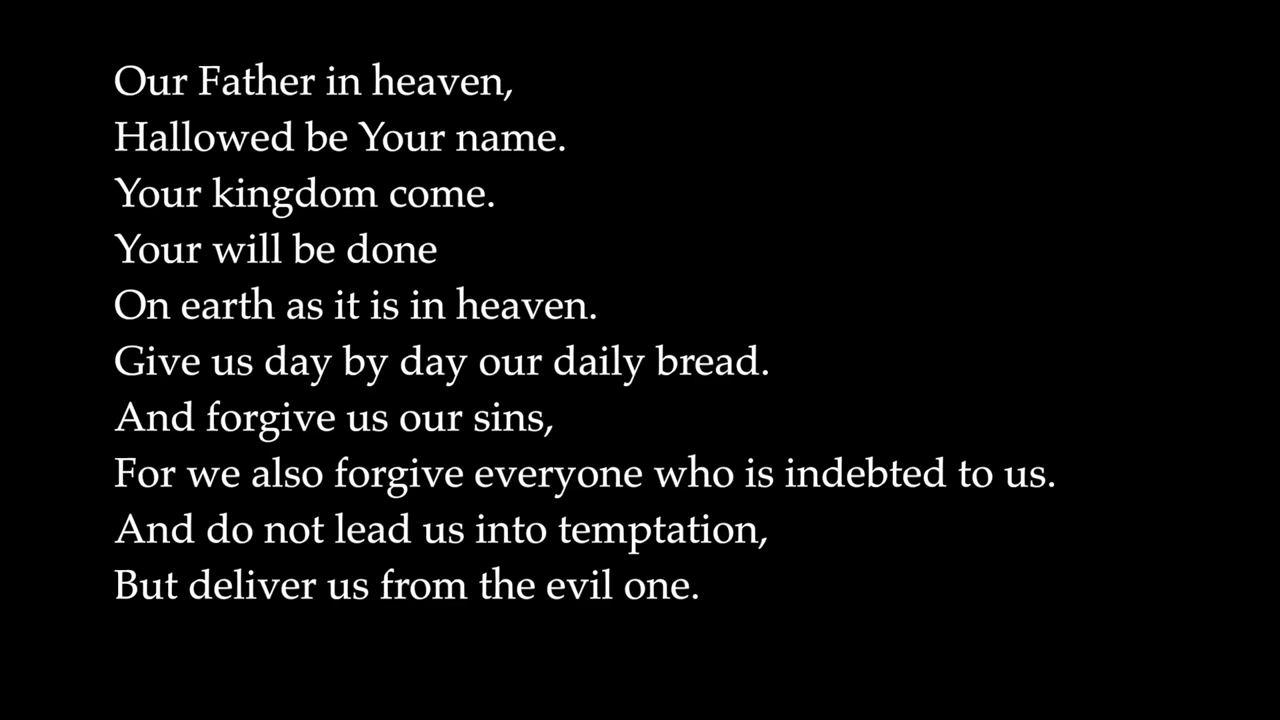 Our Father in heaven,
Hallowed be Your name.
Your kingdom come.
Your will be done
On earth as it is in heaven.
Give us day by day our daily bread.
And forgive us our sins,
For we also forgive everyone who is indebted to us.
And do not lead us into temptation,
But deliver us from the evil one.